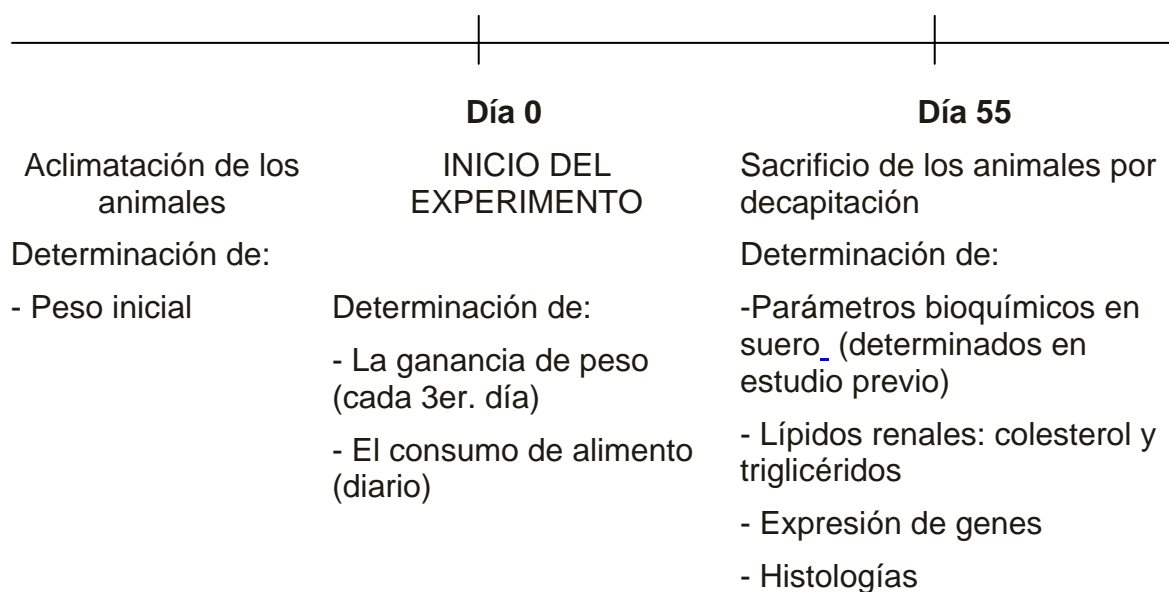 Día 0
Día 55
Aclimatación de los
animales
INICIO DEL
EXPERIMENTO
Sacrificio de los animales por
decapitación
Determinación de:
- Peso inicial
Determinación de:
- La ganancia de peso
(cada 3er. día)
- El consumo de alimento
(diario)
Determinación de:
-Parámetros bioquímicos en
suero_ (determinados en
estudio previo)
- Lípidos renales: colesterol y
triglicéridos
- Expresión de genes
- Histologías